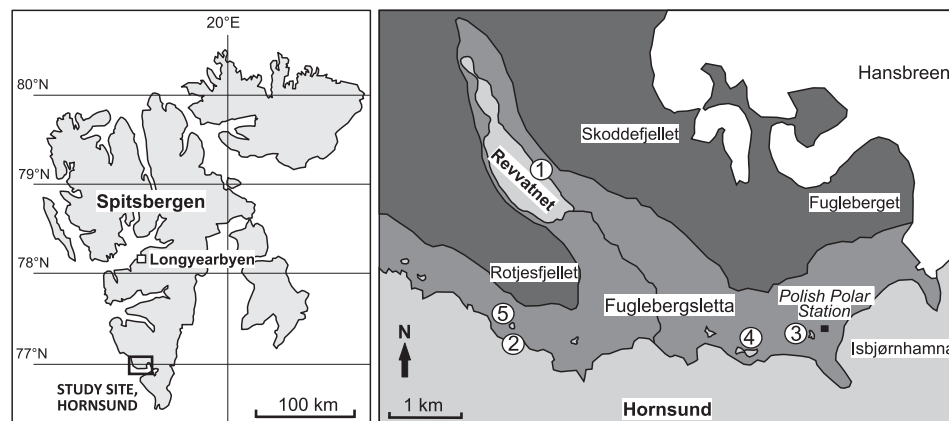 20°E
80°N
79°N
Spitsbergen
Longyearbyen
78°N
77°N
STUDY SITE,
HORNSUND
100 km
Hansbreen
Skoddefjellet
1
Revvatnet
Fugleberget
Rotjesfjellet
Fuglebergsletta
Polish Polar
Station
5
2
4
3
Isbjørnhamna
N
1 km
Hornsund